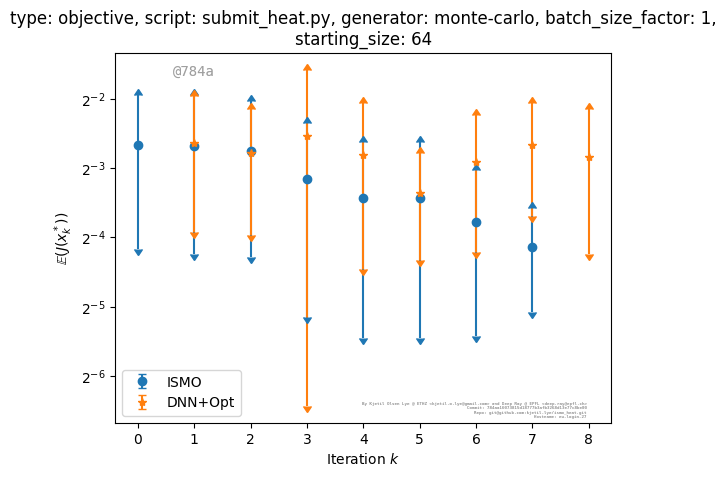 type: objective, script: submit_heat.py, generator: monte-carlo, batch_size_factor: 1,
starting_size: 64
@784a
2^{-2}
2^{-3}
2^{-4}
2^{-5}
2^{-6}
𝔼(J(x_k^*))
ISMO
DNN+Opt
0 1 2 3 4 5 6 7 8
Iteration k